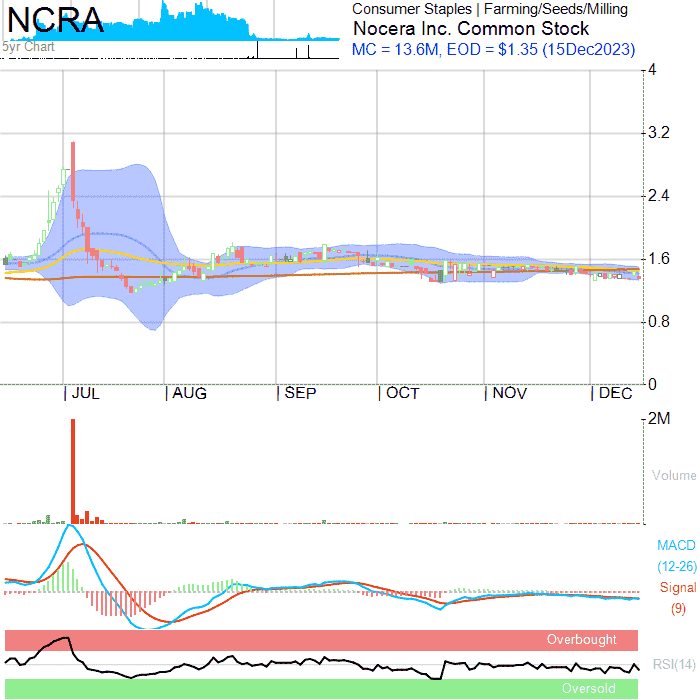 NCRA
5yr Chart
Consumer Staples | Farming/Seeds/Milling
Nocera Inc. Common Stock
MC = 13.6M, EOD = $1.35 (15Dec2023)
4
3.2
2.4
1.6
0.8
0
JUL AUG SEP OCT NOV DEC
2M
Volume
MACD
(12-26)
Signal
(9)
Overbought
RSI(14)
Oversold